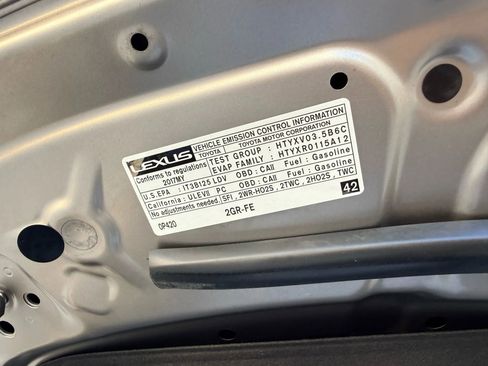 LEXUS VEHICLE EMISSION CONTROL INFORMATION
TOYOTA TOYOTA MOTOR CORPORATION
Conforms to regulations TEST GROUP : HTYXV03.5B6C
2017MY EVAP FAMILY : HTYXR0115A12
U.S.EPA : T3B125 LDV OBD : CAII Fuel : Gasoline
California : ULEV PC OBD : CAII Fuel : Gasoline
No adjustments needed. SFI , 2WR-HO2S , 2TWC , 2HO2S , TWC
42
0P420 2GR-FE